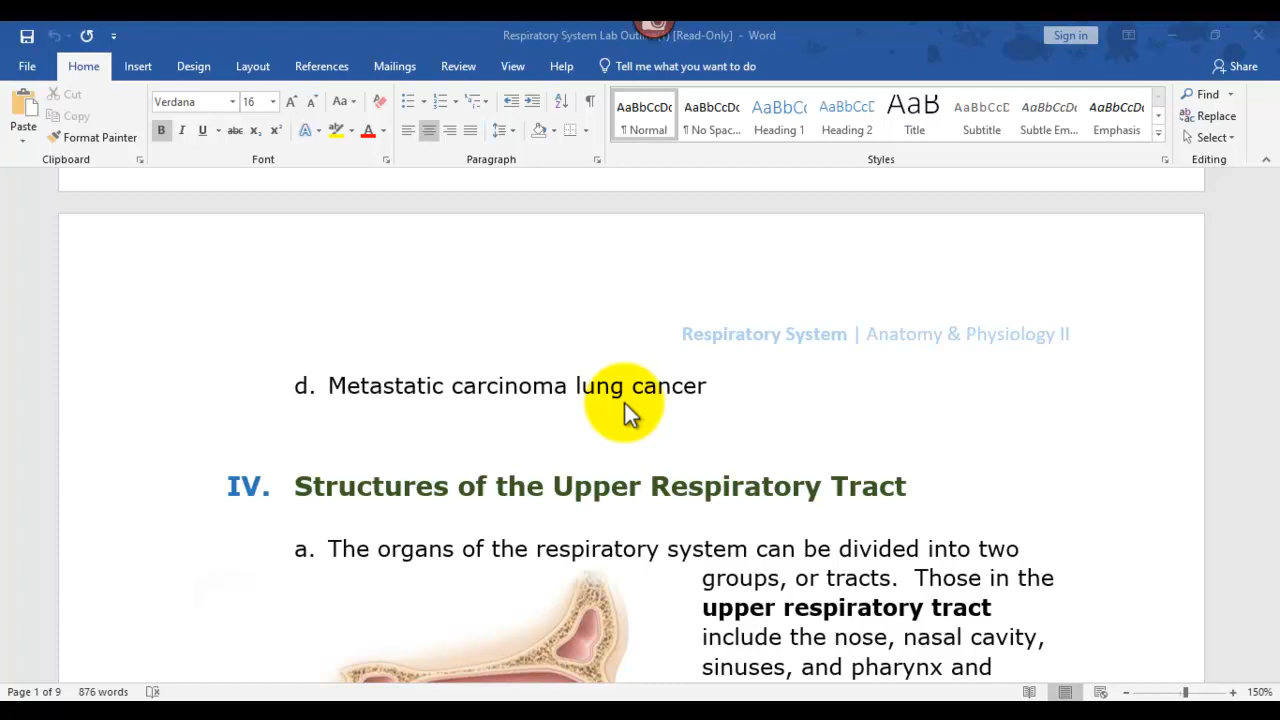 Respiratory System Lab Outline(1) [Read-Only] - Word
Sign in
File Home Insert Design Layout References Mailings Review View Help Tell me what you want to do Share
Paste
Cut
Copy
Format Painter
Clipboard
Verdana 16
Font
Paragraph
AaBbCcDc AaBbCcDc AaBbCc AaBbCcD AaB AaBbCcD AaBbCcDc AaBbCcDc
¶ Normal ¶ No Spac... Heading 1 Heading 2 Title Subtitle Subtle Em... Emphasis
Styles
Find
Replace
Select
Editing
Respiratory System | Anatomy & Physiology II
d. Metastatic carcinoma lung cancer
IV. Structures of the Upper Respiratory Tract
a. The organs of the respiratory system can be divided into two
groups, or tracts. Those in the
upper respiratory tract
include the nose, nasal cavity,
sinuses, and pharynx and
Page 1 of 9 876 words
150%